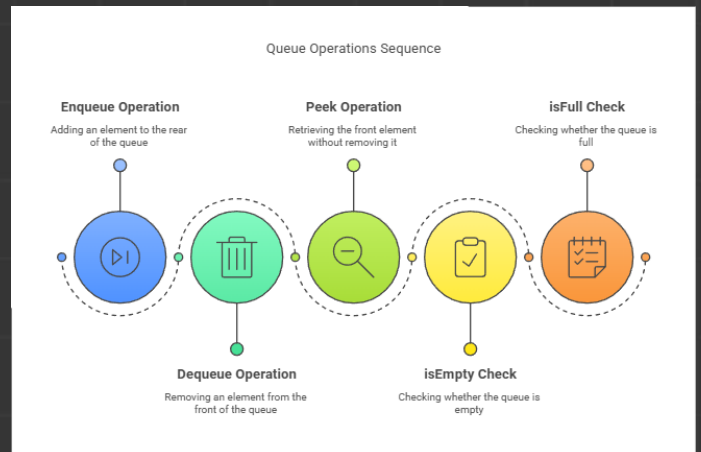 Queue Operations Sequence
Enqueue Operation
Adding an element to the rear
of the queue
Peek Operation
Retrieving the front element
without removing it
isFull Check
Checking whether the queue is
full
Dequeue Operation
Removing an element from the
front of the queue
isEmpty Check
Checking whether the queue is
empty